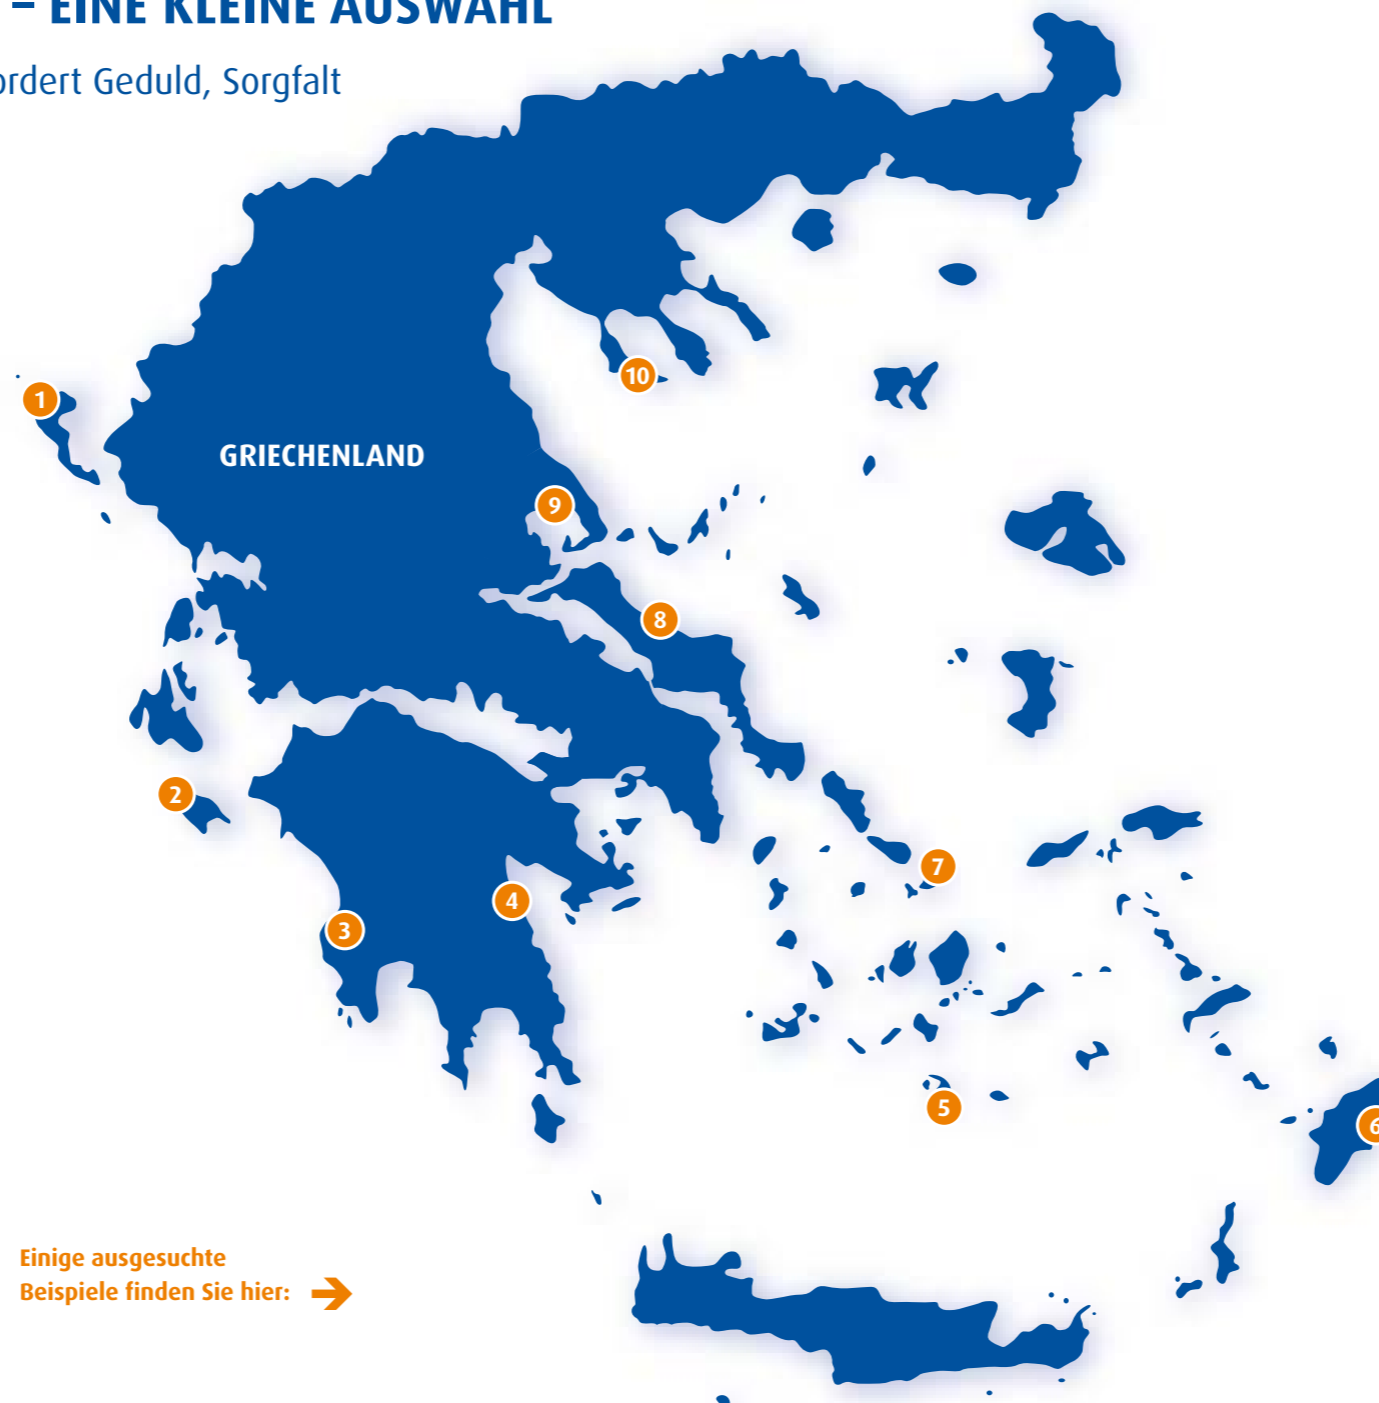 – EINE KLEINE AUSWAHL
ordert Geduld, Sorgfalt
10
1
GRIECHENLAND
9
8
2
7
4
3
5
6
Einige ausgesuchte
Beispiele finden Sie hier: